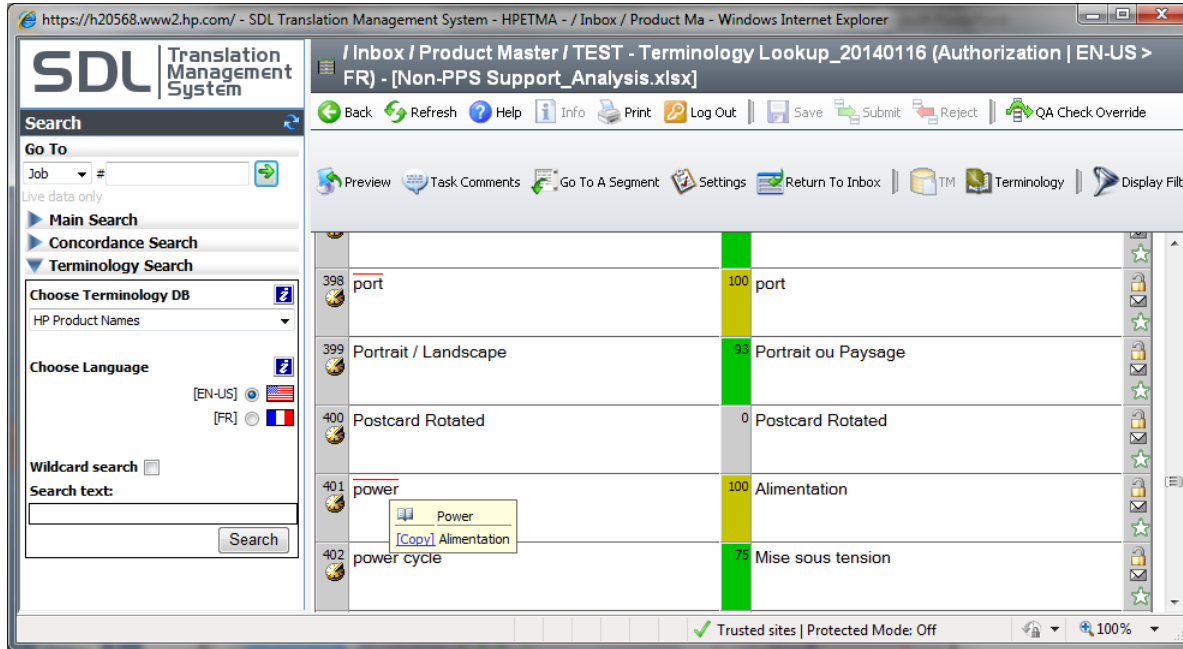 https://h20568.www2.hp.com/ - SDL Translation Management System - HPETMA - / Inbox / Product Ma - Windows Internet Explorer
SDL Translation
Management
System
/ Inbox / Product Master / TEST - Terminology Lookup_20140116 (Authorization | EN-US >
FR) - [Non-PPS Support_Analysis.xlsx]
Back Refresh Help Info Print Log Out Save Submit Reject QA Check Override
Preview Task Comments Go To A Segment Settings Return To Inbox TM Terminology Display Filt
Search
Go To
Job #
Live data only
Main Search
Concordance Search
Terminology Search
Choose Terminology DB
HP Product Names
Choose Language
[EN-US]
[FR]
Wildcard search
Search text:
Search
398 port 100 port
399 Portrait / Landscape 93 Portrait ou Paysage
400 Postcard Rotated 0 Postcard Rotated
401 power 100 Alimentation
Power
[Copy] Alimentation
402 power cycle 75 Mise sous tension
Trusted sites | Protected Mode: Off 100%